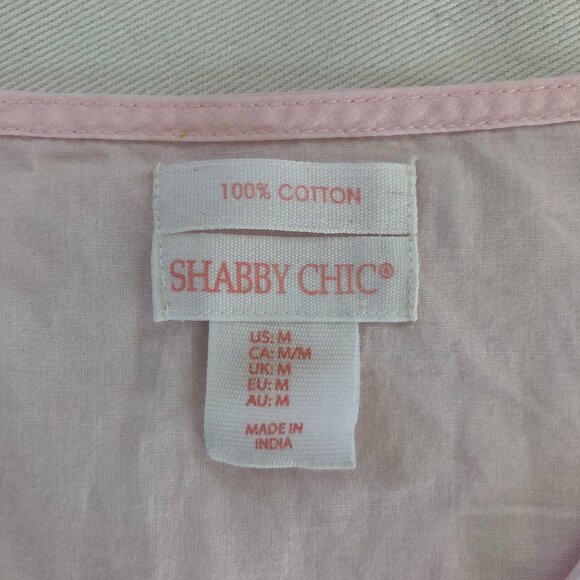 100% COTTON
SHABBY CHIC®
US: M
CA: M/M
UK: M
EU: M
AU: M
MADE IN
INDIA